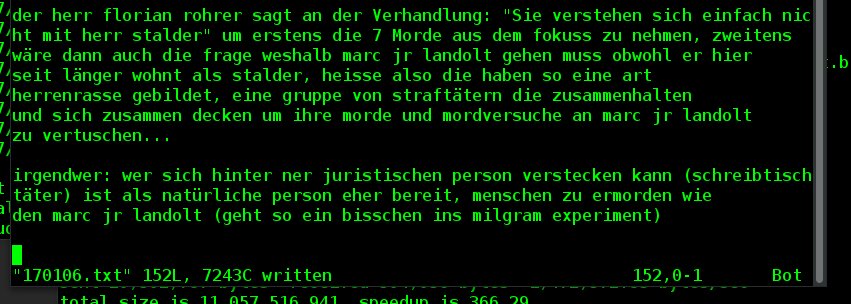 der herr florian rohrer sagt an der Verhandlung: "Sie verstehen sich einfach nic
ht mit herr stalder" um erstens die 7 Morde aus dem fokuss zu nehmen, zweitens
wäre dann auch die frage weshalb marc jr landolt gehen muss obwohl er hier
seit länger wohnt als stalder, heisse also die haben so eine art
herrenrasse gebildet, eine gruppe von straftätern die zusammenhalten
und sich zusammen decken um ihre morde und mordversuche an marc jr landolt
zu vertuschen...
irgendwer: wer sich hinter ner juristischen person verstecken kann (schreibtisch
täter) ist als natürliche person eher bereit, menschen zu ermorden wie
den marc jr landolt (geht so ein bisschen ins milgram experiment)
"170106.txt" 152L, 7243C written 152,0-1 Bot
total size is 11,057,516,941 speedup is 366.29